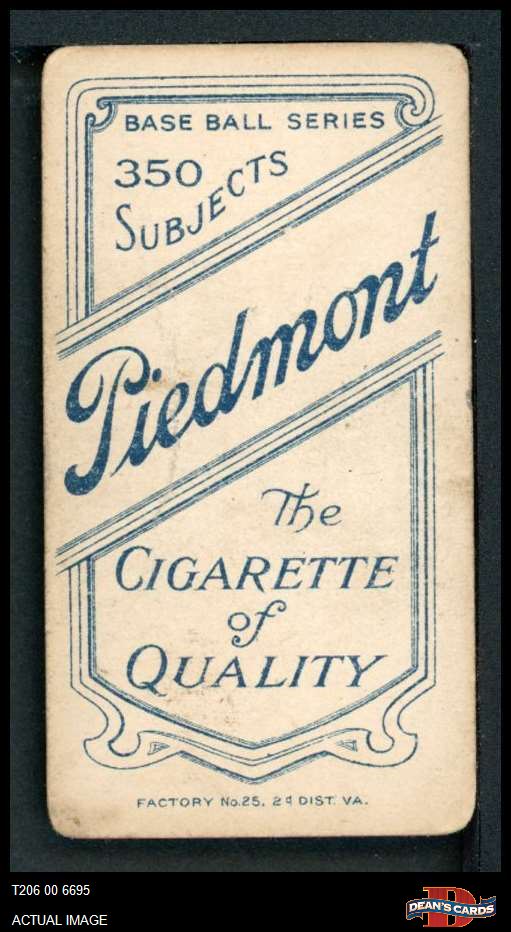 BASE BALL SERIES
350
SUBJECTS
Piedmont
The
CIGARETTE
of
QUALITY
FACTORY No. 25, 2d DIST. VA.
T206 00 6695
ACTUAL IMAGE
D
DEAN'S CARDS